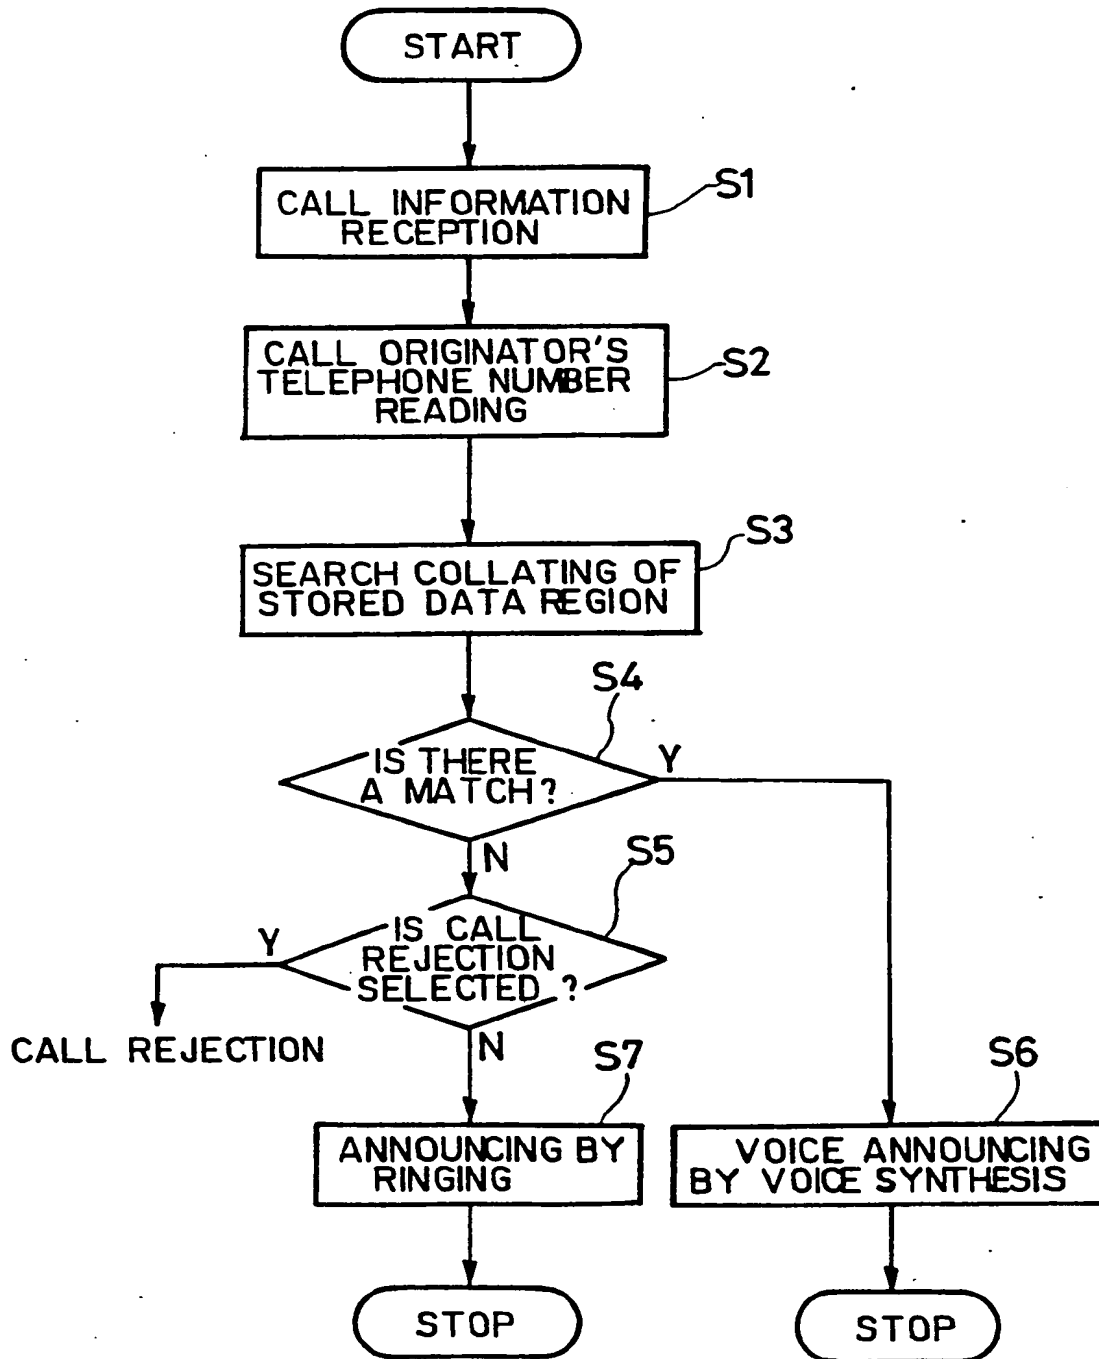 START
CALL INFORMATION
RECEPTION
S1
CALL ORIGINATOR'S
TELEPHONE NUMBER
READING
S2
SEARCH COLLATING OF
STORED DATA REGION
S3
IS THERE
A MATCH?
S4
Y
N
IS CALL
REJECTION
SELECTED ?
S5
Y
CALL REJECTION
N
ANNOUNCING BY
RINGING
S7
VOICE ANNOUNCING
BY VOICE SYNTHESIS
S6
STOP
STOP